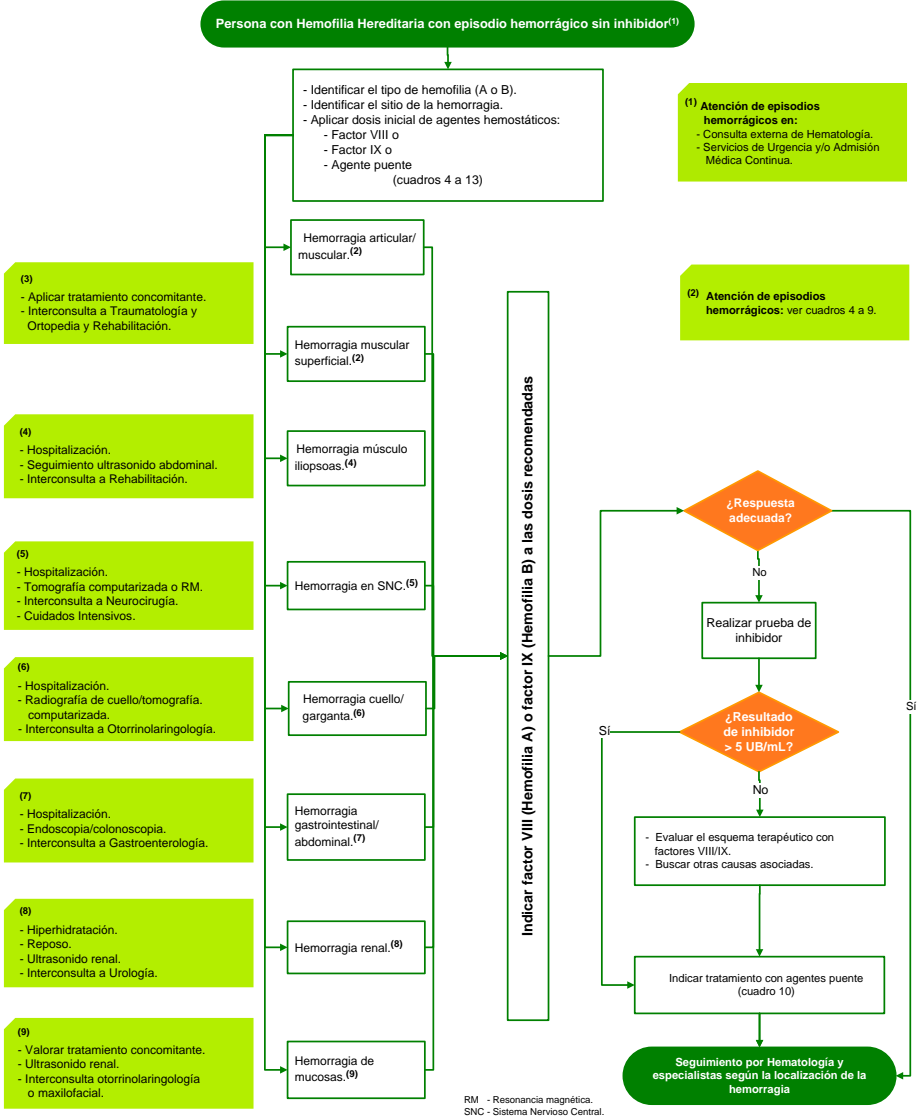 Persona con Hemofilia Hereditaria con episodio hemorrágico sin inhibidor(1)
- Identificar el tipo de hemofilia (A o B).
- Identificar el sitio de la hemorragia.
- Aplicar dosis inicial de agentes hemostáticos:
- Factor VIII o
- Factor IX o
- Agente puente
(cuadros 4 a 13)
(1) Atención de episodios
hemorrágicos en:
- Consulta externa de Hematología.
- Servicios de Urgencia y/o Admisión
Médica Continua.
(2) Atención de episodios
hemorrágicos: ver cuadros 4 a 9.
(3)
- Aplicar tratamiento concomitante.
- Interconsulta a Traumatología y
Ortopedia y Rehabilitación.
(4)
- Hospitalización.
- Seguimiento ultrasonido abdominal.
- Interconsulta a Rehabilitación.
(5)
- Hospitalización.
- Tomografía computarizada o RM.
- Interconsulta a Neurocirugía.
- Cuidados Intensivos.
(6)
- Hospitalización.
- Radiografía de cuello/tomografía.
computarizada.
- Interconsulta a Otorrinolaringología.
(7)
- Hospitalización.
- Endoscopia/colonoscopia.
- Interconsulta a Gastroenterología.
(8)
- Hiperhidratación.
- Reposo.
- Ultrasonido renal.
- Interconsulta a Urología.
(9)
- Valorar tratamiento concomitante.
- Ultrasonido renal.
- Interconsulta otorrinolaringología
o maxilofacial.
Hemorragia articular/
muscular.(2)
Hemorragia muscular
superficial.(2)
Hemorragia músculo
iliopsoas.(4)
Hemorragia en SNC.(5)
Hemorragia cuello/
garganta.(6)
Hemorragia
gastrointestinal/
abdominal.(7)
Hemorragia renal.(8)
Hemorragia de
mucosas.(9)
Indicar factor VIII (Hemofilia A) o factor IX (Hemofilia B) a las dosis recomendadas
¿Respuesta
adecuada?
No
Sí
Realizar prueba de
inhibidor
¿Resultado
de inhibidor
> 5 UB/mL?
Sí
No
- Evaluar el esquema terapéutico con
factores VIII/IX.
- Buscar otras causas asociadas.
Indicar tratamiento con agentes puente
(cuadro 10)
Seguimiento por Hematología y
especialistas según la localización de la
hemorragia
RM - Resonancia magnética.
SNC - Sistema Nervioso Central.